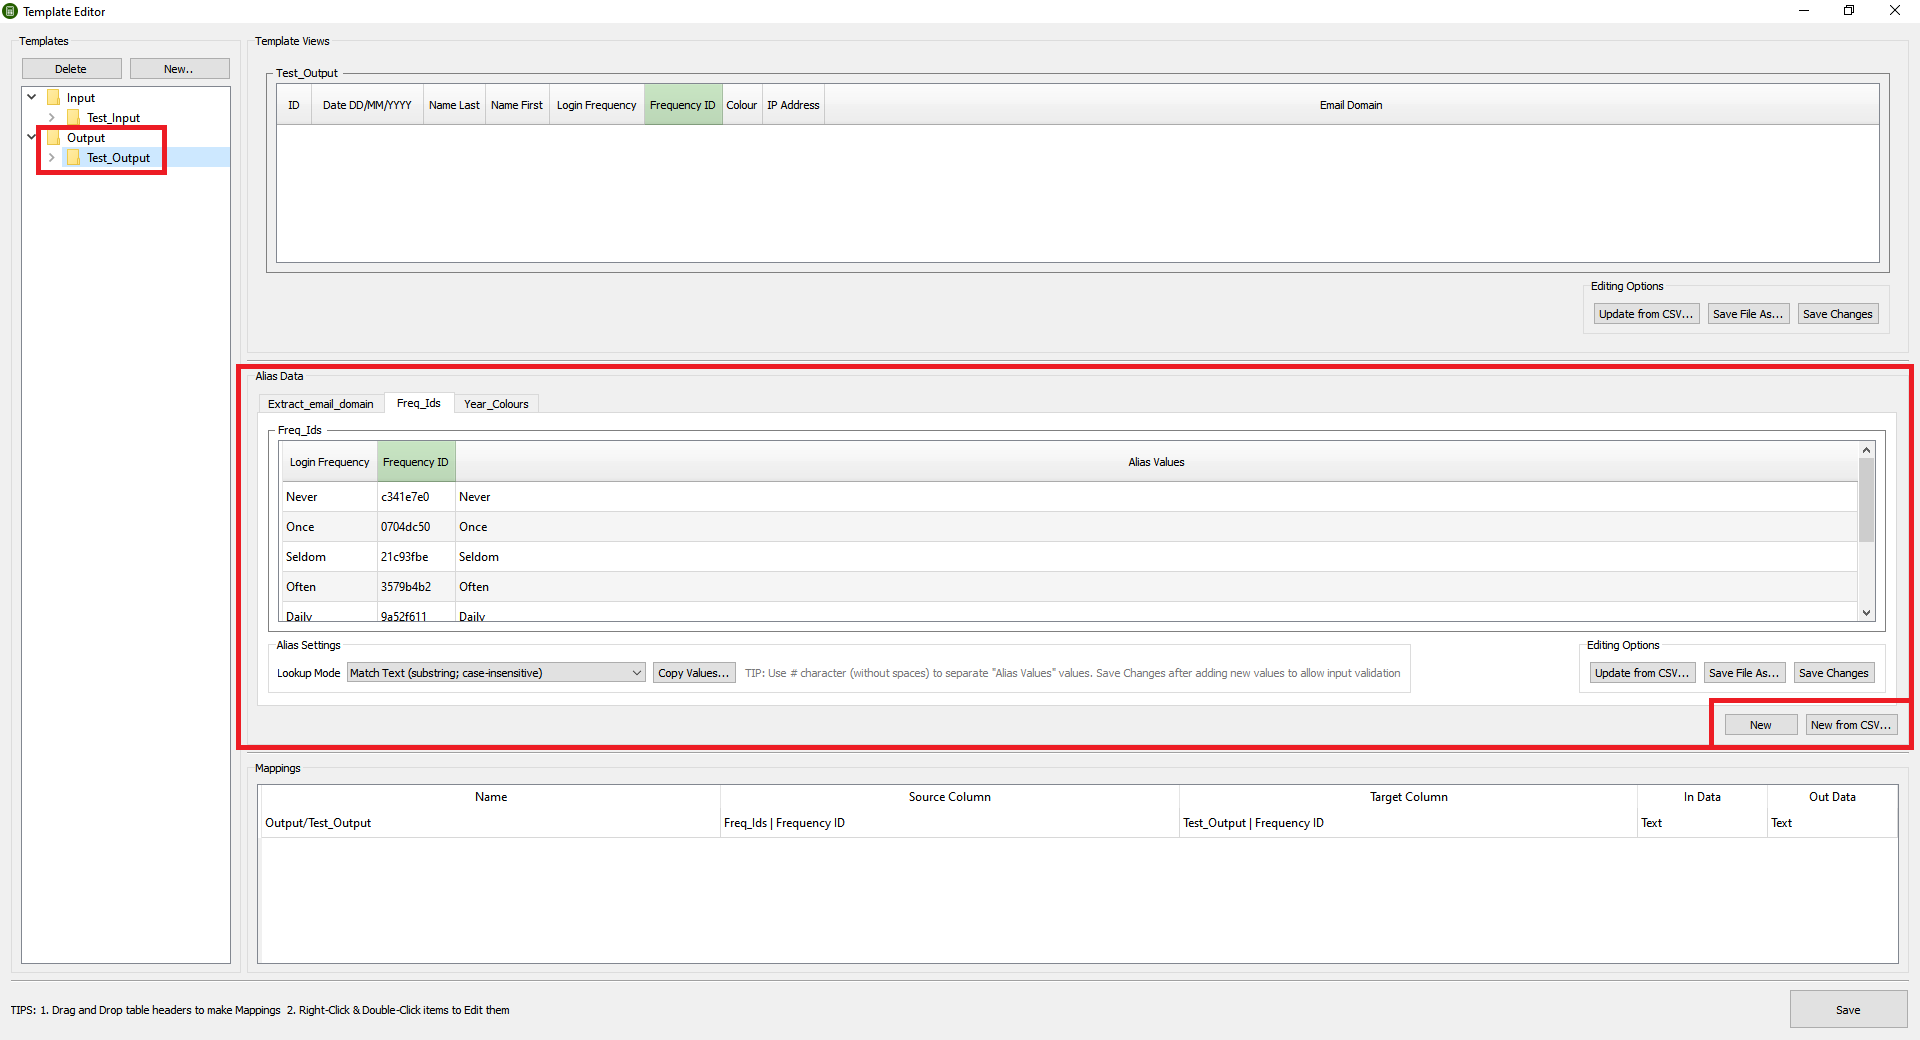 Template Editor
Templates
Delete New..
Input
Test_Input
Output
Test_Output
Template Views
Test_Output
ID Date DD/MM/YYYY Name Last Name First Login Frequency Frequency ID Colour IP Address Email Domain
Editing Options
Update from CSV... Save File As... Save Changes
Alias Data
Extract_email_domain Freq_Ids Year_Colours
Freq_Ids
Login Frequency Frequency ID Alias Values
Never c341e7e0 Never
Once 0704dc50 Once
Seldom 21c93fbe Seldom
Often 3579b4b2 Often
Daily 9a52f611 Daily
Alias Settings
Lookup Mode Match Text (substring; case-insensitive) Copy Values... TIP: Use # character (without spaces) to separate "Alias Values" values. Save Changes after adding new values to allow input validation
Editing Options
Update from CSV... Save File As... Save Changes
New New from CSV...
Mappings
Name Source Column Target Column In Data Out Data
Output/Test_Output Freq_Ids | Frequency ID Test_Output | Frequency ID Text Text
TIPS: 1. Drag and Drop table headers to make Mappings 2. Right-Click & Double-Click items to Edit them
Save